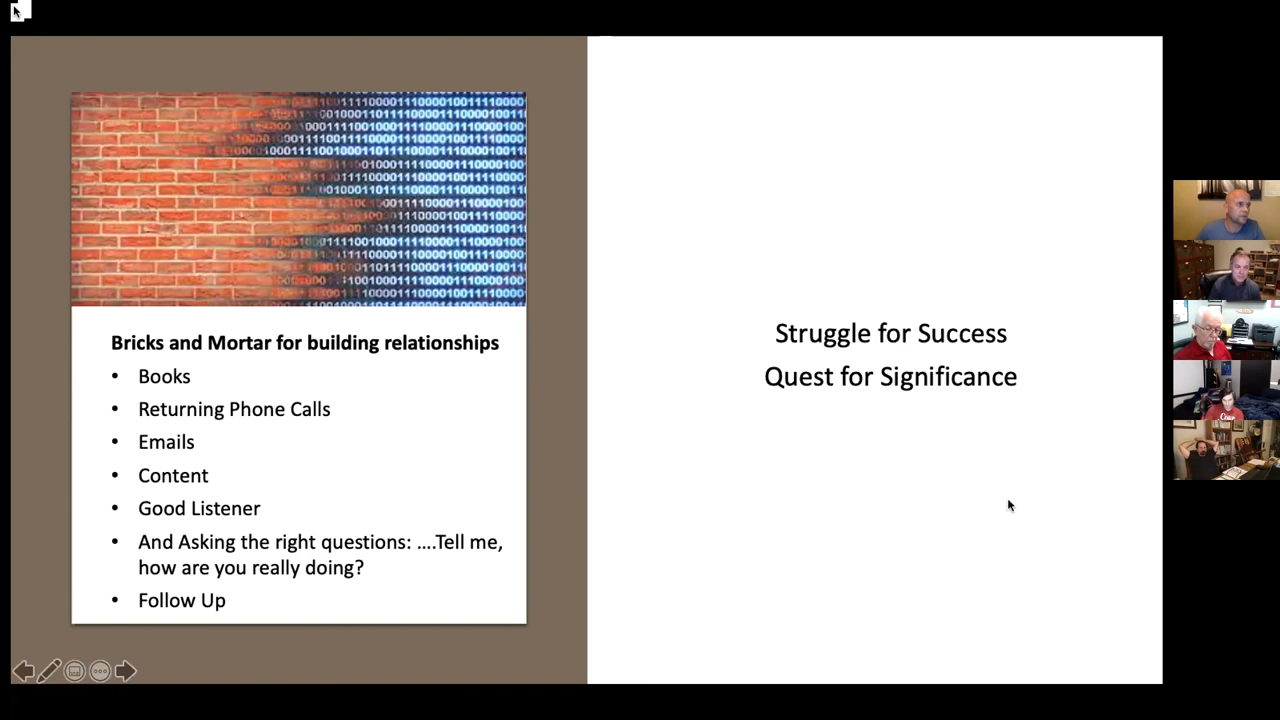 Bricks and Mortar for building relationships
• Books
• Returning Phone Calls
• Emails
• Content
• Good Listener
• And Asking the right questions: ….Tell me,
how are you really doing?
• Follow Up
Struggle for Success
Quest for Significance